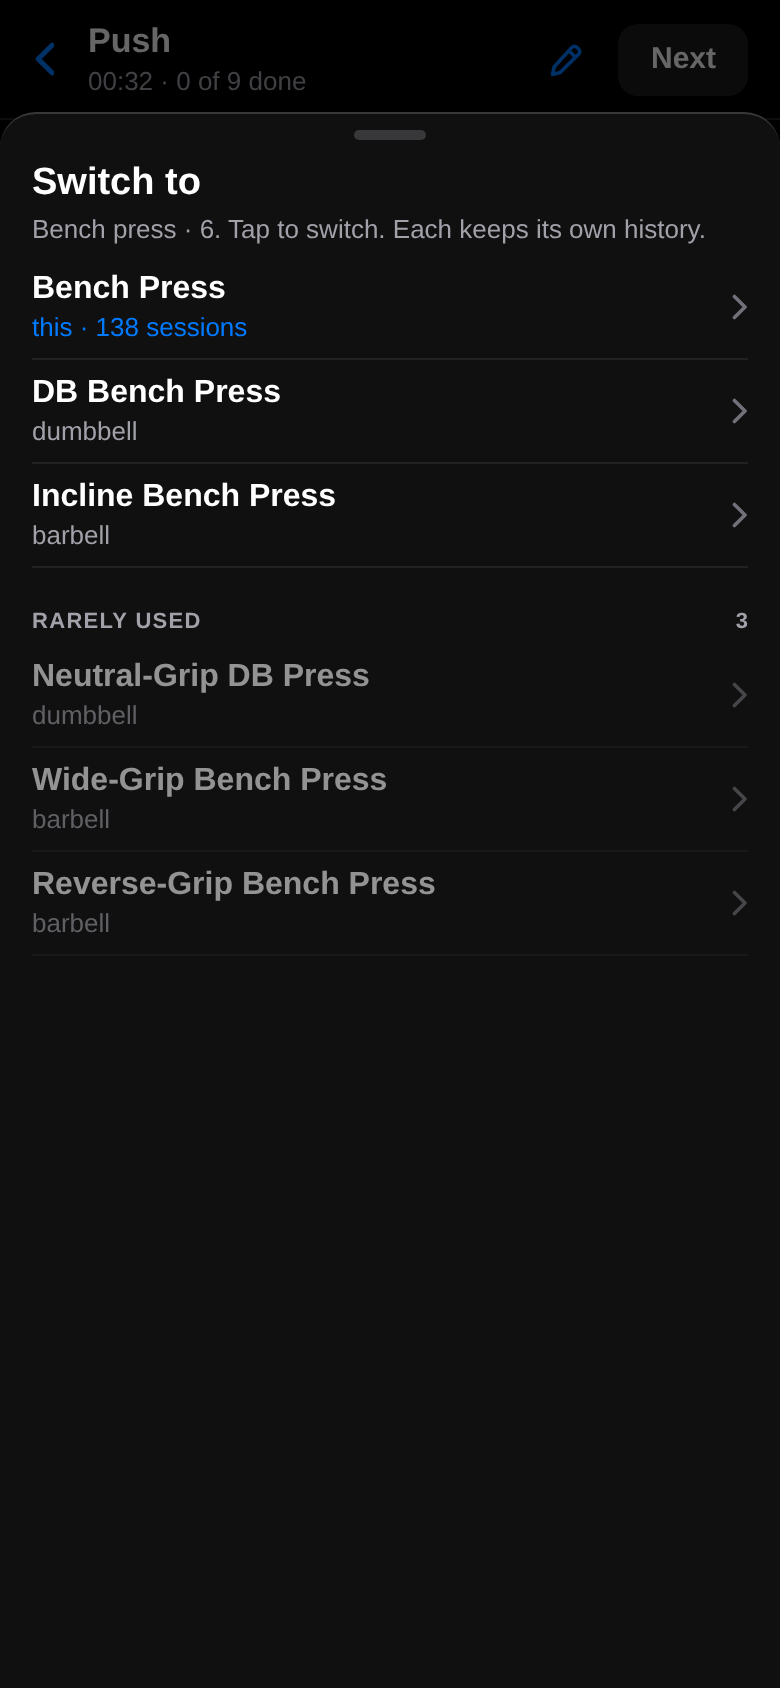 Push
00:32 · 0 of 9 done
Next
Switch to
Bench press · 6. Tap to switch. Each keeps its own history.
Bench Press
this · 138 sessions
DB Bench Press
dumbbell
Incline Bench Press
barbell
RARELY USED
3
Neutral-Grip DB Press
dumbbell
Wide-Grip Bench Press
barbell
Reverse-Grip Bench Press
barbell